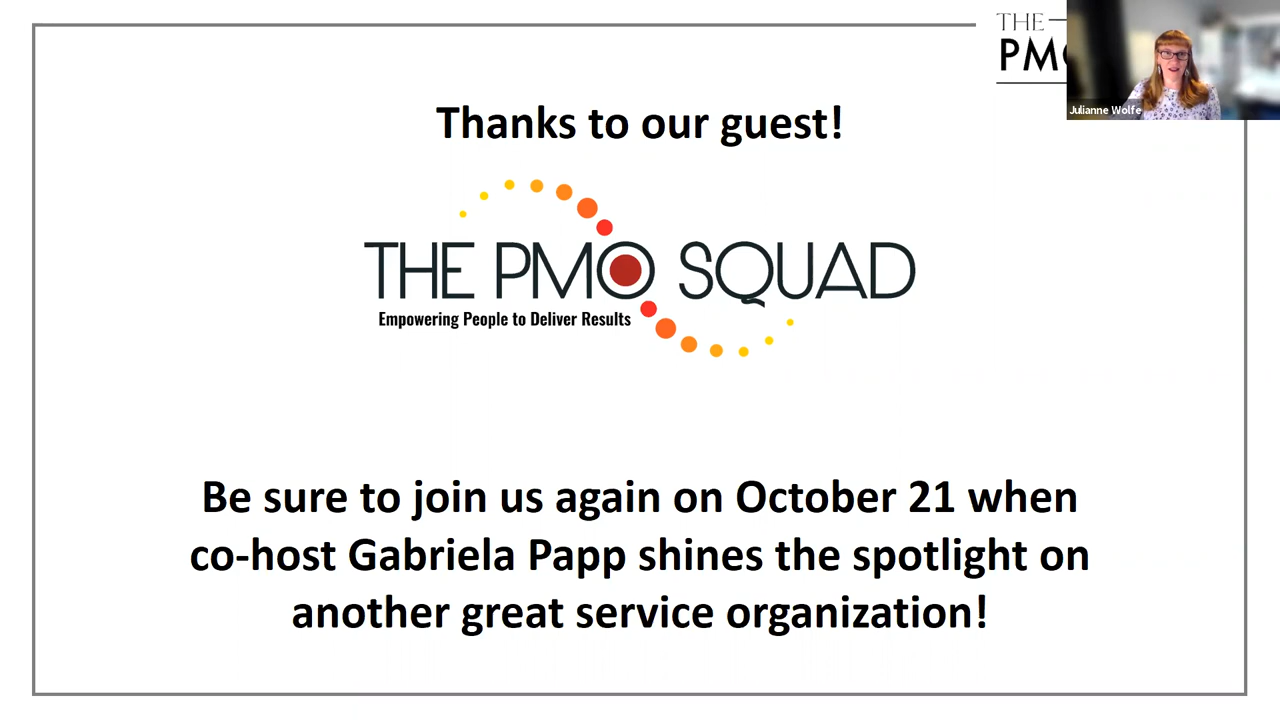 THE
PMO
Julianne Wolfe
Thanks to our guest!
THE PMO SQUAD
Empowering People to Deliver Results
Be sure to join us again on October 21 when
co-host Gabriela Papp shines the spotlight on
another great service organization!